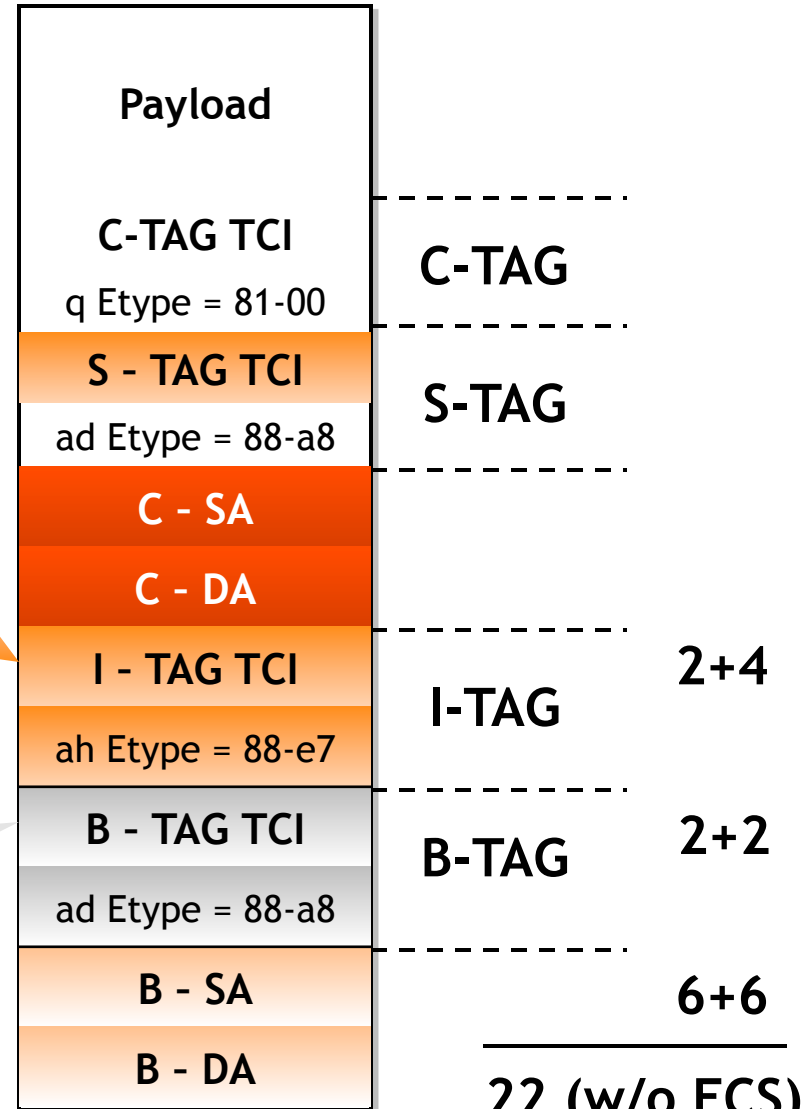 Payload
C-TAG TCI
q Etype = 81-00
C-TAG
S – TAG TCI
ad Etype = 88-a8
S-TAG
C – SA
C – DA
I – TAG TCI
ah Etype = 88-e7
I-TAG
2+4
B – TAG TCI
ad Etype = 88-a8
B-TAG
2+2
B – SA
6+6
B – DA
22 (w/o FCS)